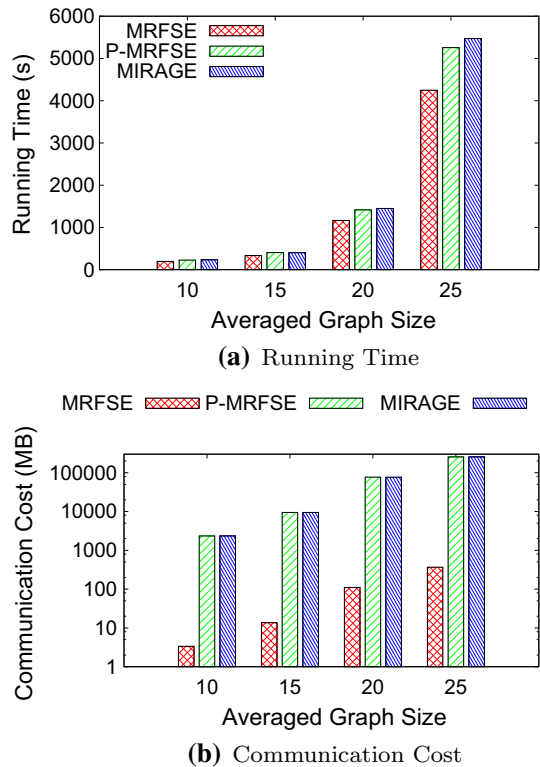 6000
5000
4000
3000
2000
1000
0
Running Time (s)
MRFSE
P-MRFSE
MIRAGE
10 15 20 25
Averaged Graph Size
(a) Running Time
MRFSE P-MRFSE MIRAGE
100000
10000
1000
100
10
1
Communication Cost (MB)
10 15 20 25
Averaged Graph Size
(b) Communication Cost